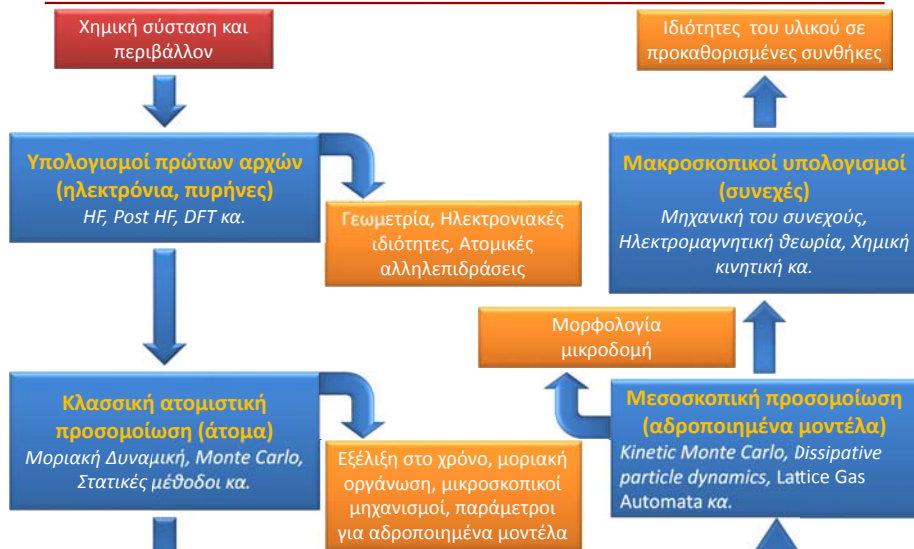 Χημική σύσταση και
περιβάλλον
Υπολογισμοί πρώτων αρχών
(ηλεκτρόνια, πυρήνες)
HF, Post HF, DFT κα.
Γεωμετρία, Ηλεκτρονιακές
ιδιότητες, Ατομικές
αλληλεπιδράσεις
Κλασσική ατομιστική
προσομοίωση (άτομα)
Μοριακή Δυναμική, Monte Carlo,
Στατικές μέθοδοι κα.
Εξέλιξη στο χρόνο, μοριακή
οργάνωση, μικροσκοπικοί
μηχανισμοί, παράμετροι
για αδροποιημένα μοντέλα
Ιδιότητες του υλικού σε
προκαθορισμένες συνθήκες
Μακροσκοπικοί υπολογισμοί
(συνεχές)
Μηχανική του συνεχούς,
Ηλεκτρομαγνητική θεωρία, Χημική
κινητική κα.
Μορφολογία
μικροδομή
Μεσοσκοπική προσομοίωση
(αδροποιημένα μοντέλα)
Kinetic Monte Carlo, Dissipative
particle dynamics, Lattice Gas
Automata κα.